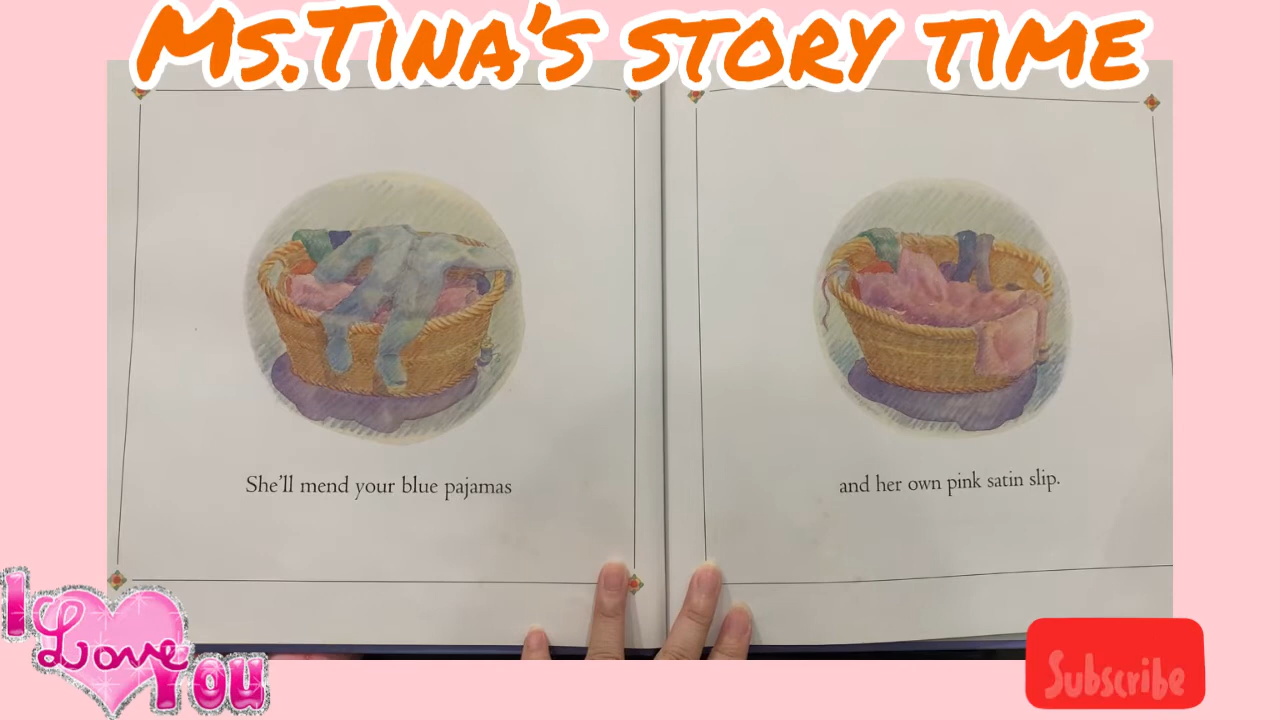 Ms.Tina's story time
She'll mend your blue pajamas
and her own pink satin slip.
I
Love
You
Subscribe